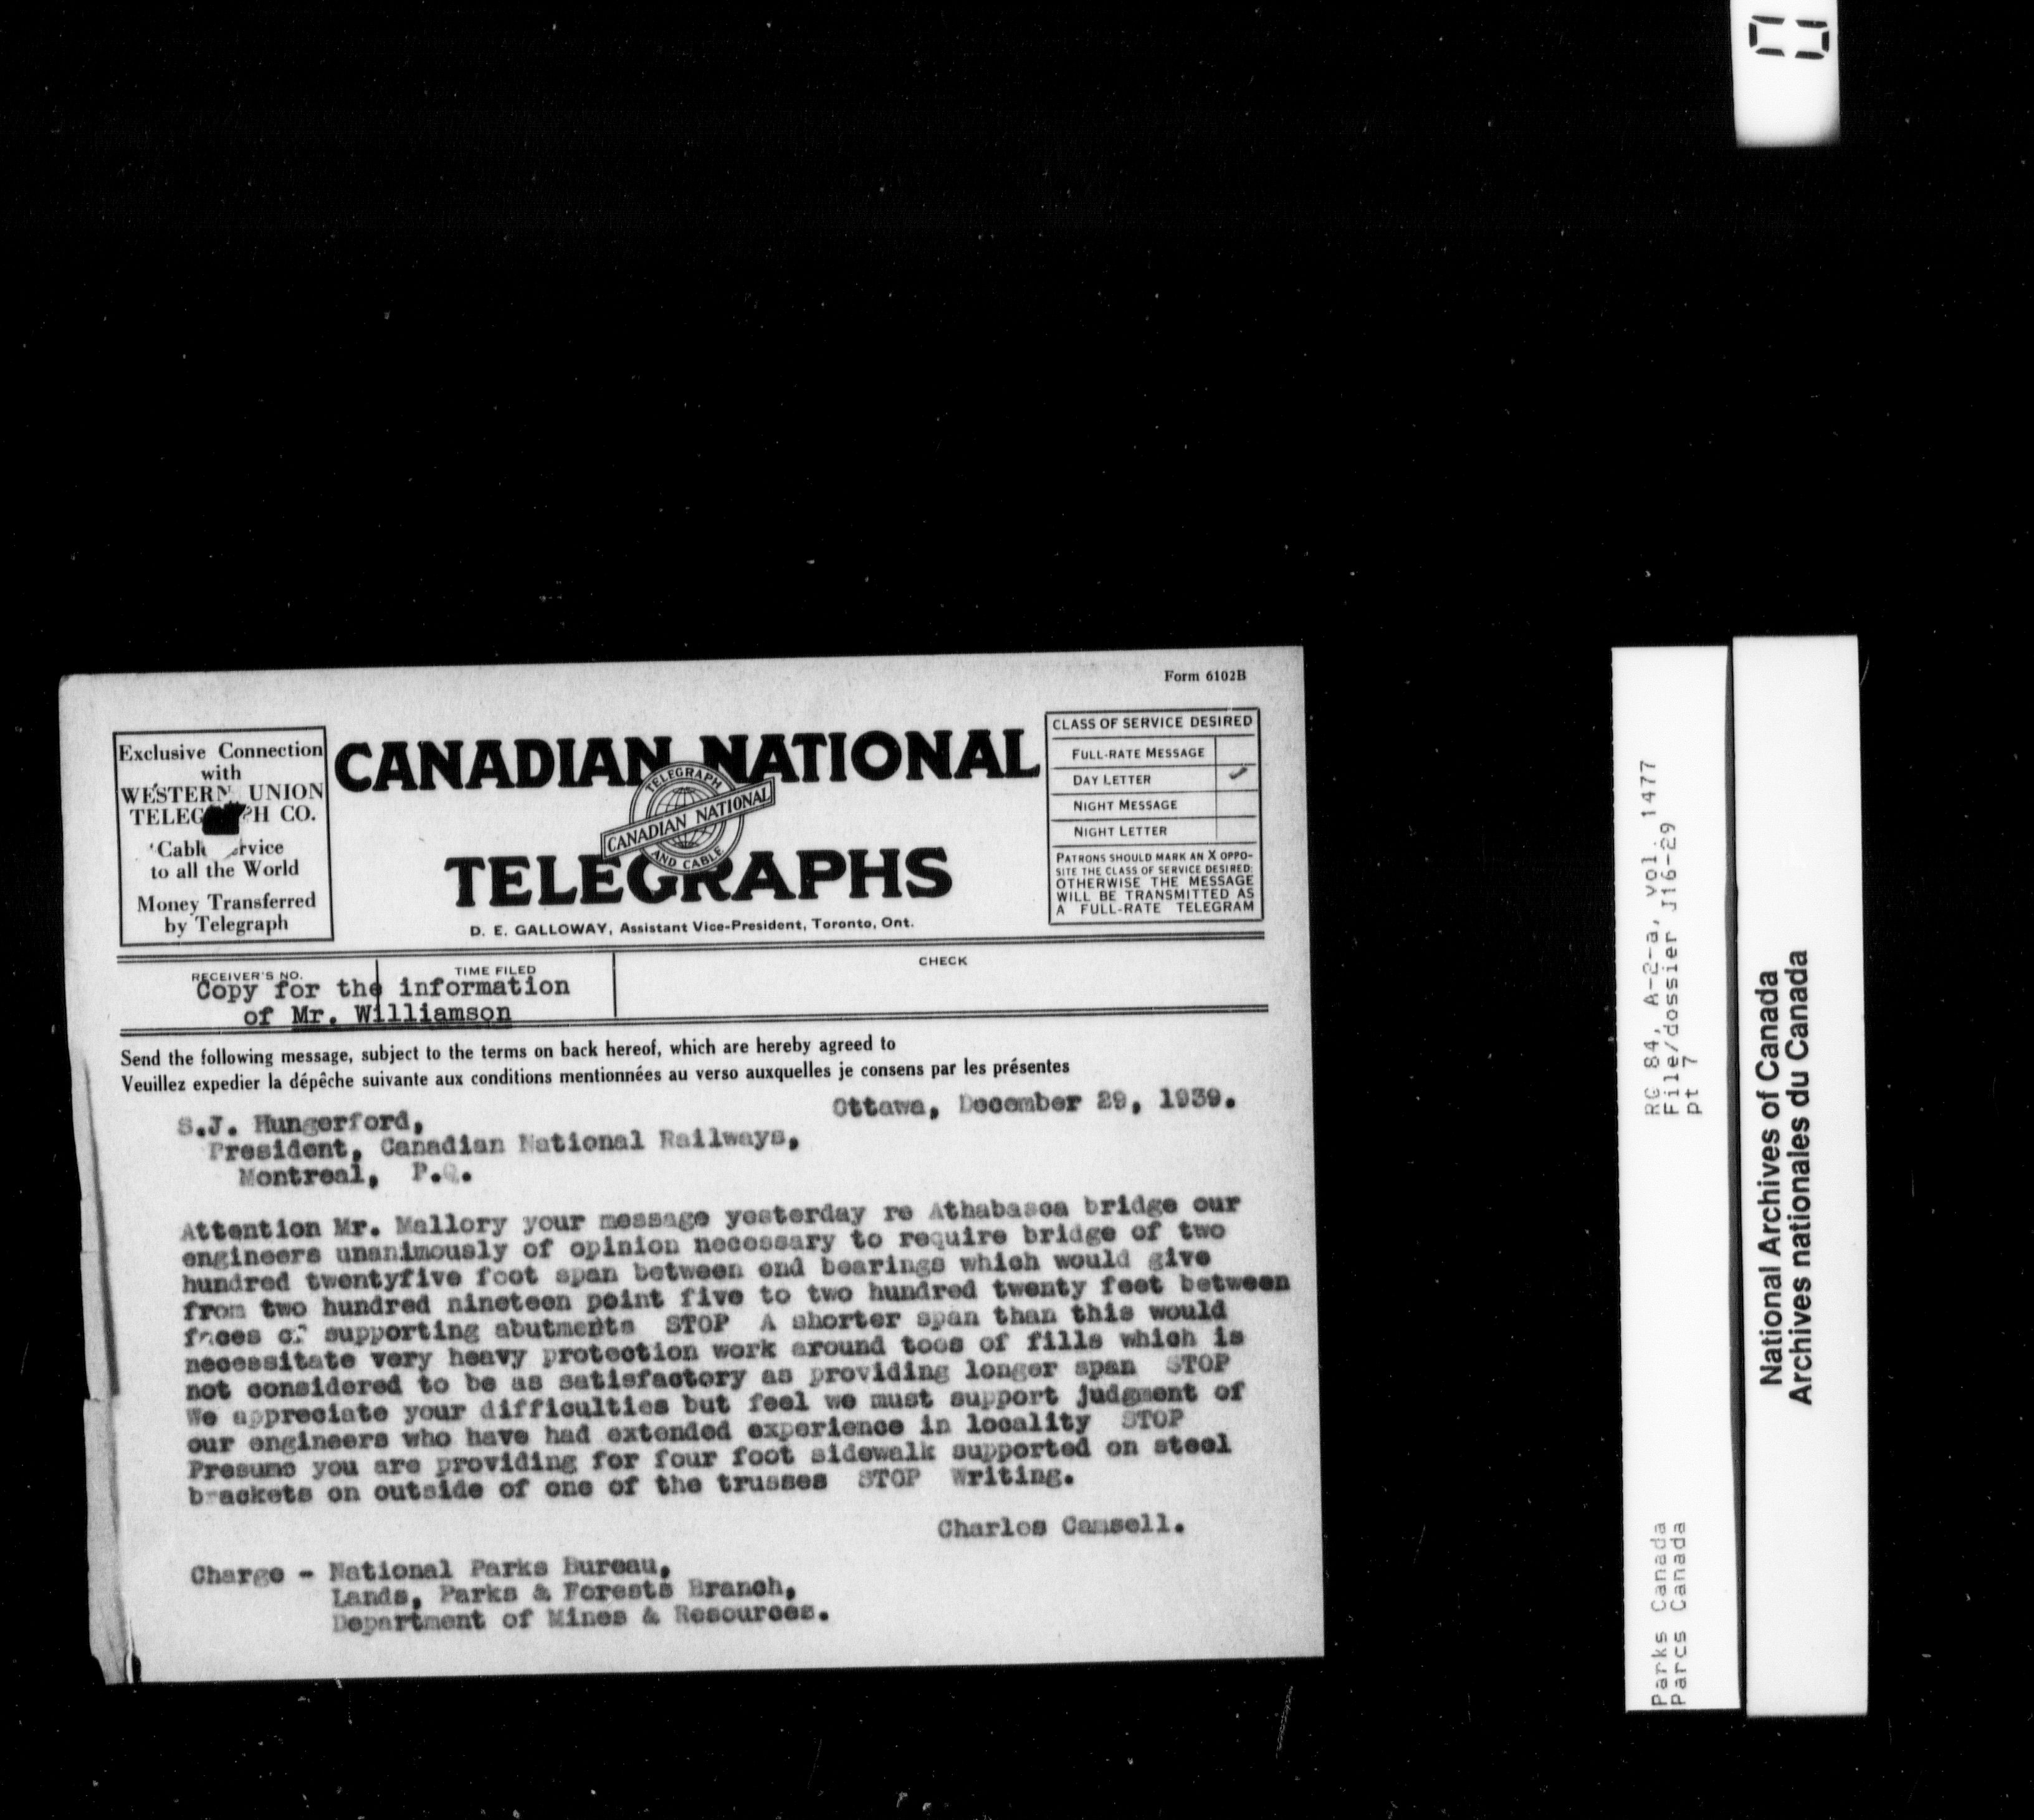 Form 6102B
Exclusive Connection
with
WESTERN UNION
TELEG PH CO.
Cable Service
to all the World
Money Transferred
by Telegraph
CANADIAN NATIONAL
TELEGRAPH
CANADIAN NATIONAL
AND CABLE
TELEGRAPHS
D. E. GALLOWAY, Assistant Vice-President, Toronto, Ont.
CLASS OF SERVICE DESIRED
FULL-RATE MESSAGE
DAY LETTER ✓
NIGHT MESSAGE
NIGHT LETTER
PATRONS SHOULD MARK AN X OPPO-
SITE THE CLASS OF SERVICE DESIRED:
OTHERWISE THE MESSAGE
WILL BE TRANSMITTED AS
A FULL-RATE TELEGRAM
RECEIVER'S NO.
TIME FILED
CHECK
Copy for the information
of Mr. Williamson
Send the following message, subject to the terms on back hereof, which are hereby agreed to
Veuillez expedier la dépêche suivante aux conditions mentionnées au verso auxquelles je consens par les présentes
Ottawa, December 29, 1939.
S.J. Hungerford,
President, Canadian National Railways,
Montreal, P.Q.
Attention Mr. Mallory your message yesterday re Athabasca bridge our
engineers unanimously of opinion necessary to require bridge of two
hundred twentyfive foot span between end bearings which would give
from two hundred nineteen point five to two hundred twenty feet between
faces of supporting abutments STOP A shorter span than this would
necessitate very heavy protection work around toes of fills which is
not considered to be as satisfactory as providing longer span STOP
We appreciate your difficulties but feel we must support judgment of
our engineers who have had extended experience in locality STOP
Presume you are providing for four foot sidewalk supported on steel
brackets on outside of one of the trusses STOP Writing.
Charles Camsell.
Charge - National Parks Bureau,
Lands, Parks & Forests Branch,
Department of Mines & Resources.
RG 84, A-2-a, vol. 1477
File/dossier J16-29
pt 7
Parks Canada
Parcs Canada
National Archives of Canada
Archives nationales du Canada